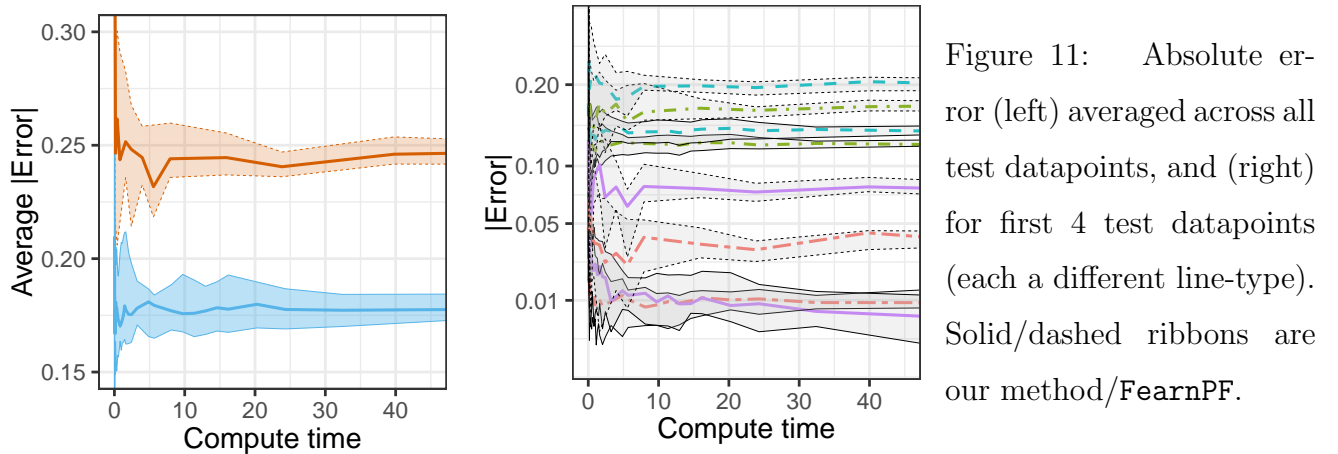 0.30
0.25
0.20
0.15
Average |Error|
0
10
20
30
40
Compute time
0.20
0.10
0.05
0.01
|Error|
0
10
20
30
40
Compute time
Figure 11: Absolute er-
ror (left) averaged across all
test datapoints, and (right)
for first 4 test datapoints
(each a different line-type).
Solid/dashed ribbons are
our method/FearnPF.